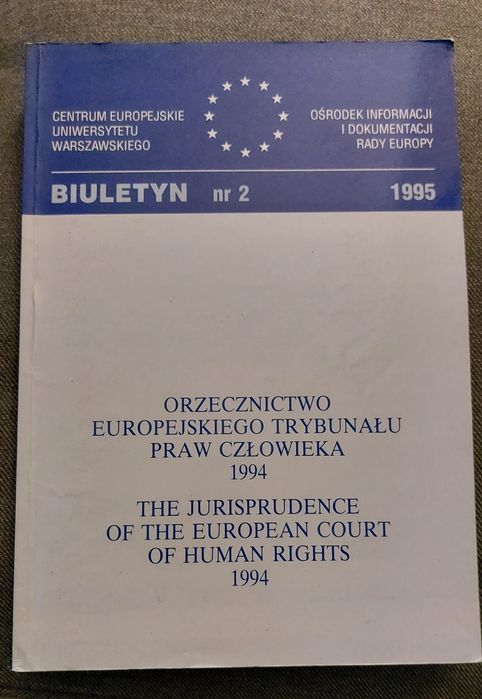 CENTRUM EUROPEJSKIE
UNIWERSYTETU
WARSZAWSKIEGO
OŚRODEK INFORMACJI
I DOKUMENTACJI
RADY EUROPY
BIULETYN nr 2 1995
ORZECZNICTWO
EUROPEJSKIEGO TRYBUNAŁU
PRAW CZŁOWIEKA
1994
THE JURISPRUDENCE
OF THE EUROPEAN COURT
OF HUMAN RIGHTS
1994